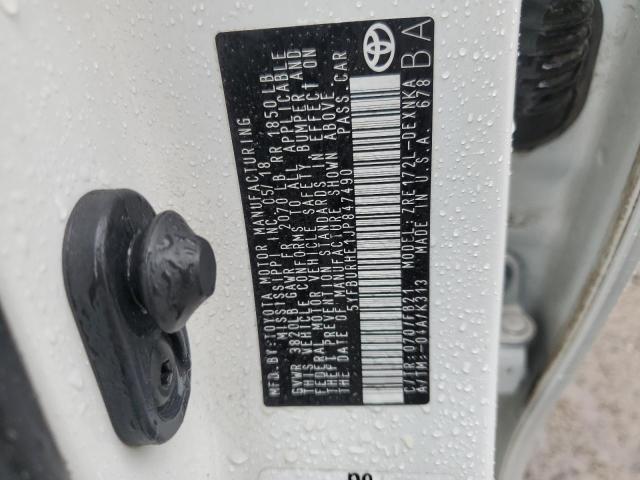 MFD.BY:TOYOTA MOTOR MANUFACTURING
MISSISSIPPI INC. 05/18
GVWR 3820LB GAWR FR 2070 LB RR 1850 LB
THIS VEHICLE CONFORMS TO ALL APPLICABLE
FEDERAL MOTOR VEHICLE SAFETY BUMPER AND
THEFT PREVENTION STANDARDS IN EFFECT ON
THE DATE OF MANUFACTURE SHOWN ABOVE.
5YFBURHE1JP847490 PASS.CAR
C/TR: 070/FB21 MODEL: ZRE172L-DEXNKA
A/TM: -01A/K313 MADE IN U.S.A. 678
BA